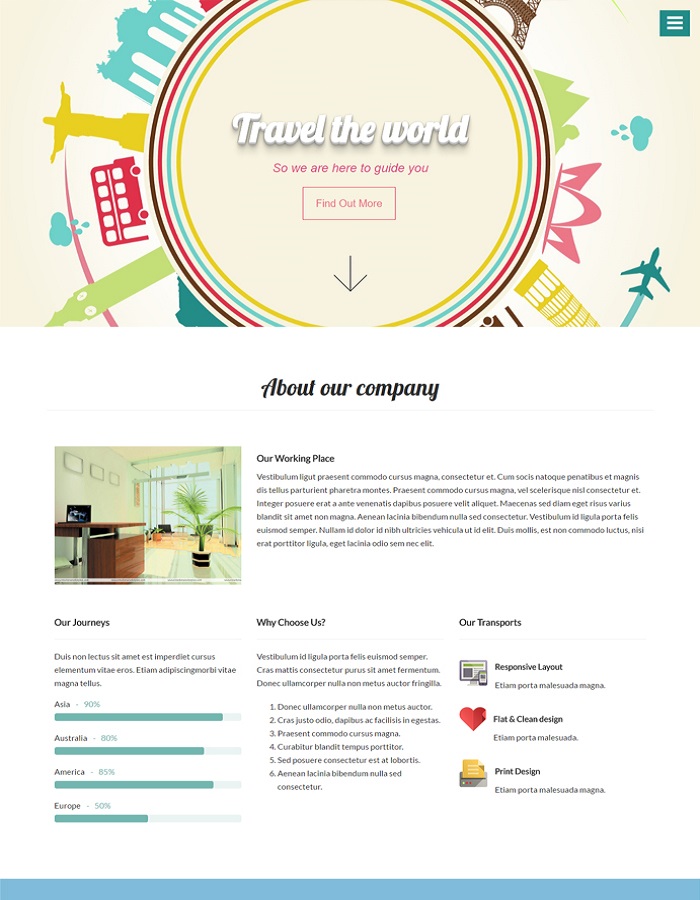 Travel the world
So we are here to guide you
Find Out More
About our company
Our Working Place
Vestibulum ligut praesent commodo cursus magna, consectetur et. Cum socis natoque penatibus et magnis
dis tellus parturient pharetra montes. Praesent commodo cursus magna, vel scelerisque nisl consectetur et.
Integer posuere erat a ante venenatis dapibus posuere velit aliquet. Maecenas sed diam eget risus varius
blandit sit amet non magna. Aenean lacinia bibendum nulla sed consectetur. Vestibulum id ligula porta felis
euismod semper. Nullam id dolor id nibh ultricies vehicula ut id elit. Duis mollis, est non commodo luctus, nisi
erat porttitor ligula, eget lacinia odio sem nec elit.
Our Journeys
Duis non lectus sit amet est imperdiet cursus
elementum vitae eros. Etiam adipiscingmorbi vitae
magna tellus.
Asia - 90%
Australia - 80%
America - 85%
Europe - 50%
Why Choose Us?
Vestibulum id ligula porta felis euismod semper.
Cras mattis consectetur purus sit amet fermentum.
Donec ullamcorper nulla non metus auctor fringilla.
1. Donec ullamcorper nulla non metus auctor.
2. Cras justo odio, dapibus ac facilisis in egestas.
3. Praesent commodo cursus magna.
4. Curabitur blandit tempus porttitor.
5. Sed posuere consectetur est at lobortis.
6. Aenean lacinia bibendum nulla sed
consectetur.
Our Transports
Responsive Layout
Etiam porta malesuada magna.
Flat & Clean design
Etiam porta malesuada.
Print Design
Etiam porta malesuada magna.